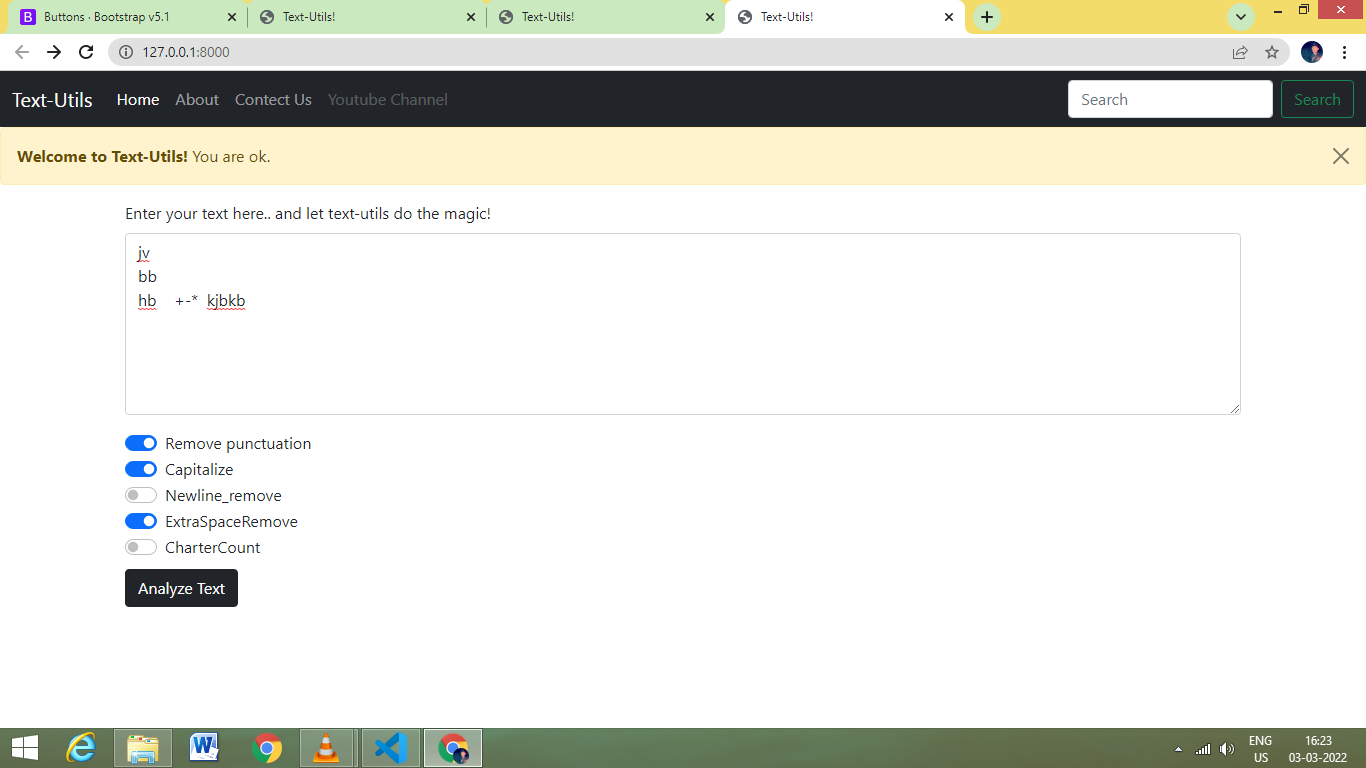 Buttons · Bootstrap v5.1
Text-Utils!
Text-Utils!
Text-Utils!
127.0.0.1:8000
Text-Utils Home About Contact Us Youtube Channel Search Search
Welcome to Text-Utils! You are ok.
Enter your text here.. and let text-utils do the magic!
jv
bb
hb +-* kjbkb
Remove punctuation
Capitalize
Newline_remove
ExtraSpaceRemove
CharterCount
Analyze Text
ENG 16:23
US 03-03-2022